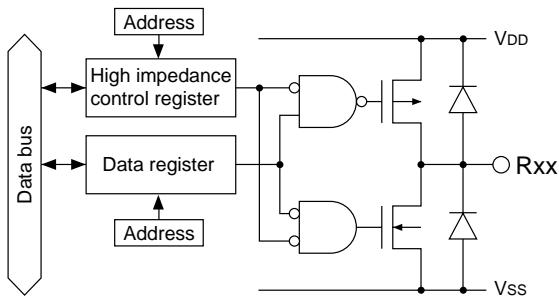 Address
High impedance
control register
Data bus
Data register
Address
VDD
Rxx
VSS